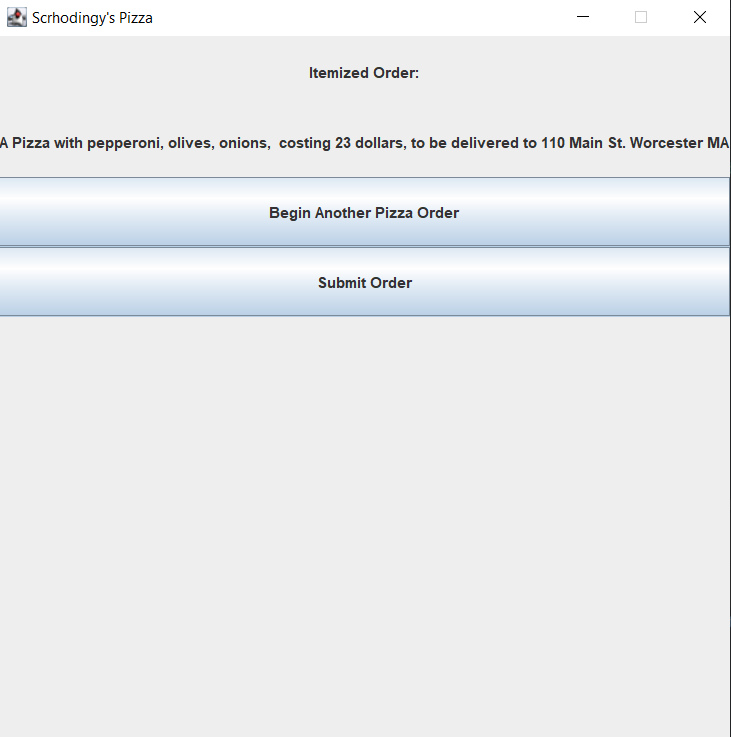 Scrhodingy's Pizza
Itemized Order:
A Pizza with pepperoni, olives, onions,  costing 23 dollars, to be delivered to 110 Main St. Worcester MA
Begin Another Pizza Order
Submit Order